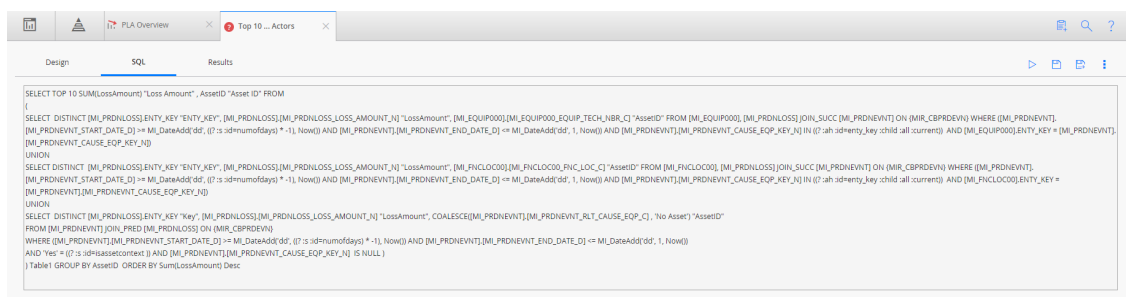 PLA Overview
Top 10 ... Actors
Design SQL Results
SELECT TOP 10 SUM(LossAmount) "Loss Amount" , AssetID "Asset ID" FROM
(
SELECT DISTINCT [MI_PRDNLOSS].ENTY_KEY "ENTY_KEY", [MI_PRDNLOSS].[MI_PRDNLOSS_LOSS_AMOUNT_N] "LossAmount", [MI_EQUIP000].[MI_EQUIP000_EQUIP_TECH_NBR_C] "AssetID" FROM [MI_EQUIP000], [MI_PRDNLOSS] JOIN_SUCC [MI_PRDNEVNT] ON {MIR_CBPRDEVN} WHERE ([MI_PRDNEVNT].
[MI_PRDNEVNT_START_DATE_D] >= MI_DateAdd('dd', ((? :s :id=numofdays) * -1), Now()) AND [MI_PRDNEVNT].[MI_PRDNEVNT_END_DATE_D] <= MI_DateAdd('dd', 1, Now()) AND [MI_PRDNEVNT].[MI_PRDNEVNT_CAUSE_EQP_KEY_N] IN ((? :ah :id=enty_key :child :all :current)) AND [MI_EQUIP000].ENTY_KEY = [MI_PRDNEVNT].
[MI_PRDNEVNT_CAUSE_EQP_KEY_N])
UNION
SELECT DISTINCT [MI_PRDNLOSS].ENTY_KEY "ENTY_KEY", [MI_PRDNLOSS].[MI_PRDNLOSS_LOSS_AMOUNT_N] "LossAmount", [MI_FNCLOC00].[MI_FNCLOC00_FNC_LOC_C] "AssetID" FROM [MI_FNCLOC00], [MI_PRDNLOSS] JOIN_SUCC [MI_PRDNEVNT] ON {MIR_CBPRDEVN} WHERE ([MI_PRDNEVNT].
[MI_PRDNEVNT_START_DATE_D] >= MI_DateAdd('dd', ((? :s :id=numofdays) * -1), Now()) AND [MI_PRDNEVNT].[MI_PRDNEVNT_END_DATE_D] <= MI_DateAdd('dd', 1, Now()) AND [MI_PRDNEVNT].[MI_PRDNEVNT_CAUSE_EQP_KEY_N] IN ((? :ah :id=enty_key :child :all :current)) AND [MI_FNCLOC00].ENTY_KEY =
[MI_PRDNEVNT].[MI_PRDNEVNT_CAUSE_EQP_KEY_N])
UNION
SELECT DISTINCT [MI_PRDNLOSS].ENTY_KEY "Key", [MI_PRDNLOSS].[MI_PRDNLOSS_LOSS_AMOUNT_N] "LossAmount", COALESCE([MI_PRDNEVNT].[MI_PRDNEVNT_RLT_CAUSE_EQP_C] , 'No Asset') "AssetID"
FROM [MI_PRDNEVNT] JOIN_PRED [MI_PRDNLOSS] ON {MIR_CBPRDEVN}
WHERE ([MI_PRDNEVNT].[MI_PRDNEVNT_START_DATE_D] >= MI_DateAdd('dd', ((? :s :id=numofdays) * -1), Now()) AND [MI_PRDNEVNT].[MI_PRDNEVNT_END_DATE_D] <= MI_DateAdd('dd', 1, Now())
AND 'Yes' = ((? :s :id=isassetcontext )) AND [MI_PRDNEVNT].[MI_PRDNEVNT_CAUSE_EQP_KEY_N] IS NULL )
) Table1 GROUP BY AssetID ORDER BY Sum(LossAmount) Desc